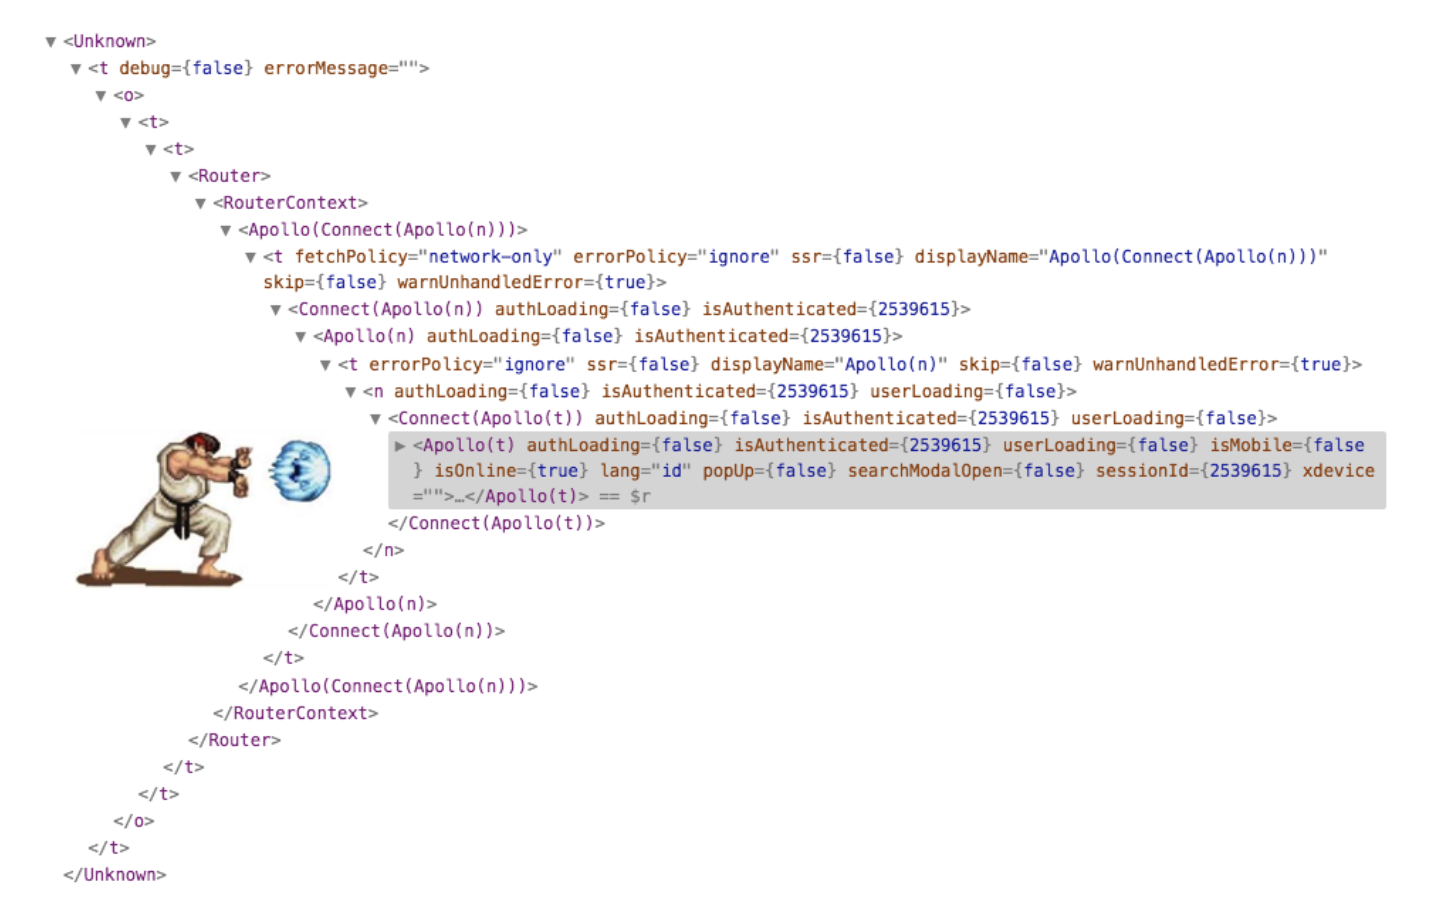 ▼ <Unknown>
▼ <t debug={false} errorMessage="">
▼ <o>
▼ <t>
▼ <t>
▼ <Router>
▼ <RouterContext>
▼ <Apollo(Connect(Apollo(n)))>
▼ <t fetchPolicy="network-only" errorPolicy="ignore" ssr={false} displayName="Apollo(Connect(Apollo(n)))"
skip={false} warnUnhandledError={true}>
▼ <Connect(Apollo(n)) authLoading={false} isAuthenticated={2539615}>
▼ <Apollo(n) authLoading={false} isAuthenticated={2539615}>
▼ <t errorPolicy="ignore" ssr={false} displayName="Apollo(n)" skip={false} warnUnhandledError={true}>
▼ <n authLoading={false} isAuthenticated={2539615} userLoading={false}>
▼ <Connect(Apollo(t)) authLoading={false} isAuthenticated={2539615} userLoading={false}>
▶ <Apollo(t) authLoading={false} isAuthenticated={2539615} userLoading={false} isMobile={false
} isOnline={true} lang="id" popUp={false} searchModalOpen={false} sessionId={2539615} xdevice
="">…</Apollo(t)> == $r
</Connect(Apollo(t))>
</n>
</t>
</Apollo(n)>
</Connect(Apollo(n))>
</t>
</Apollo(Connect(Apollo(n)))>
</RouterContext>
</Router>
</t>
</t>
</o>
</t>
</Unknown>